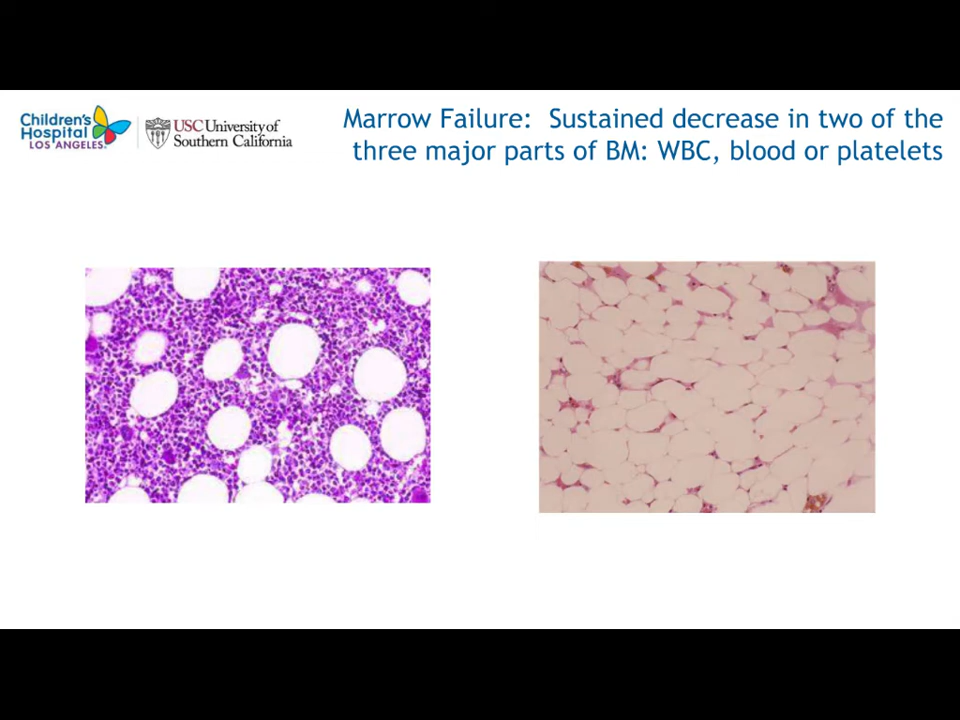 Children's
Hospital
LOS ANGELES
USC University of
Southern California
Marrow Failure:  Sustained decrease in two of the
three major parts of BM: WBC, blood or platelets